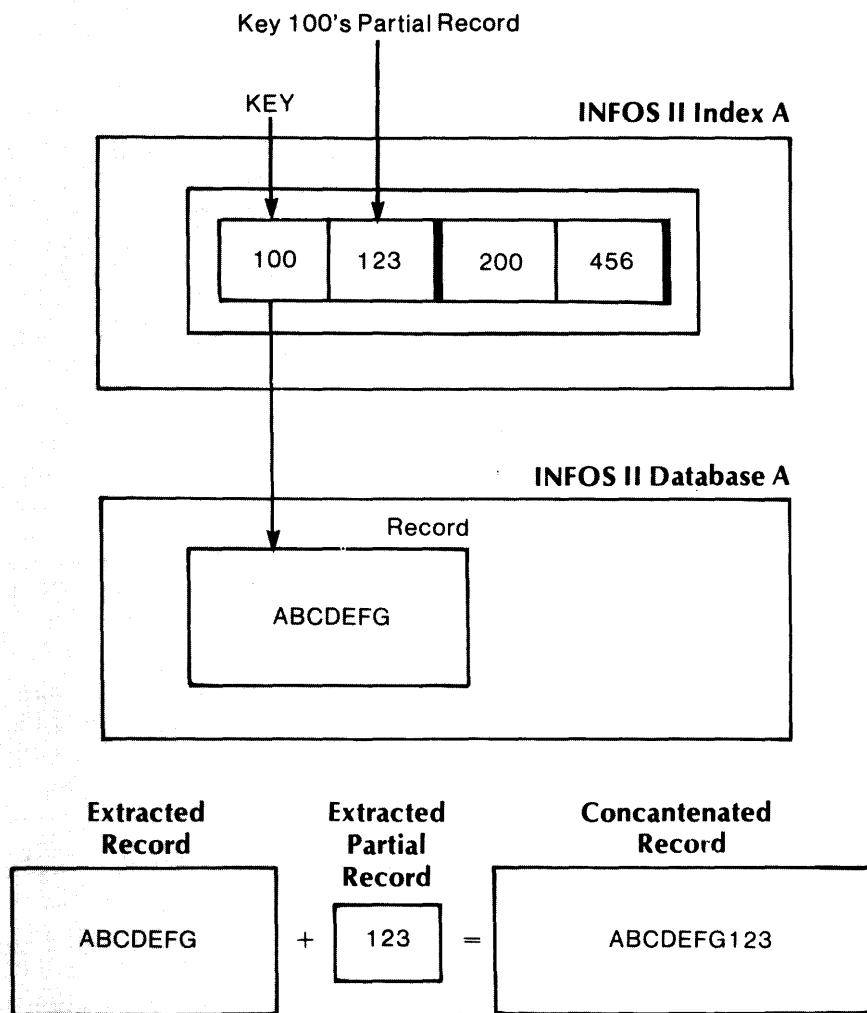 Key 100's Partial Record
KEY
INFOS II Index A
100 123 200 456
INFOS II Database A
Record
ABCDEFG
Extracted
Record
Extracted
Partial
Record
Concantenated
Record
ABCDEFG + 123 = ABCDEFG123